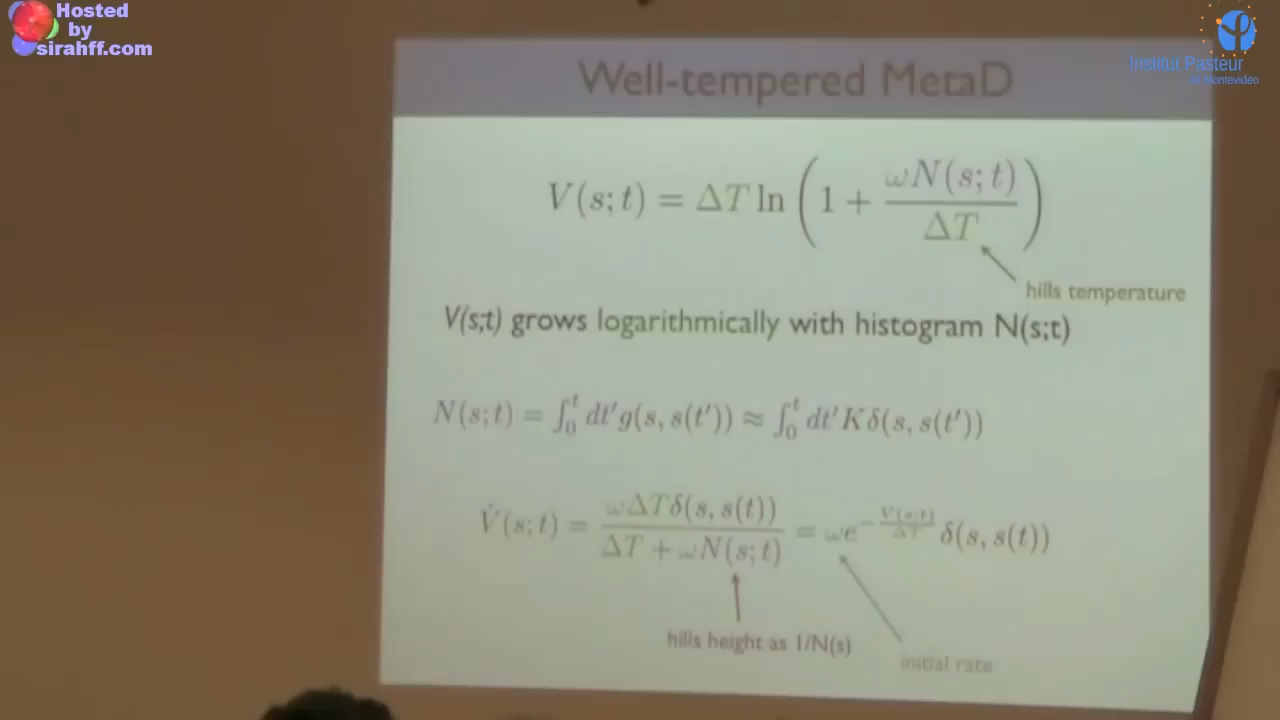 Hosted
by
sirahff.com
Institut Pasteur
de Montevideo
Well-tempered MetaD
V(s;t) = ΔT ln (1 + ωN(s;t) / ΔT)
hills temperature
V(s;t) grows logarithmically with histogram N(s;t)
N(s;t) = ∫₀ᵗ dt′g(s, s(t′)) ≈ ∫₀ᵗ dt′Kδ(s, s(t′))
V̇(s;t) = ωΔTδ(s, s(t)) / ΔT + ωN(s;t) = ωe^{−V(s;t)/ΔT} δ(s, s(t))
hills height as 1/N(s)
initial rate